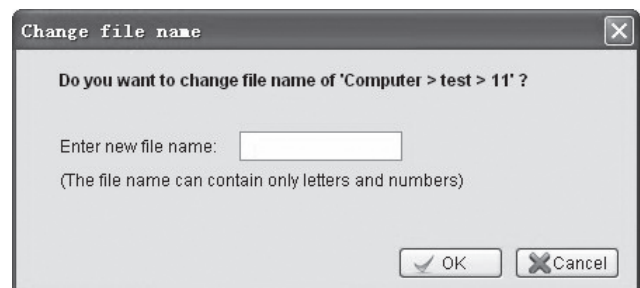 Change file name
Do you want to change file name of 'Computer > test > 11' ?
Enter new file name:
(The file name can contain only letters and numbers)
OK
Cancel